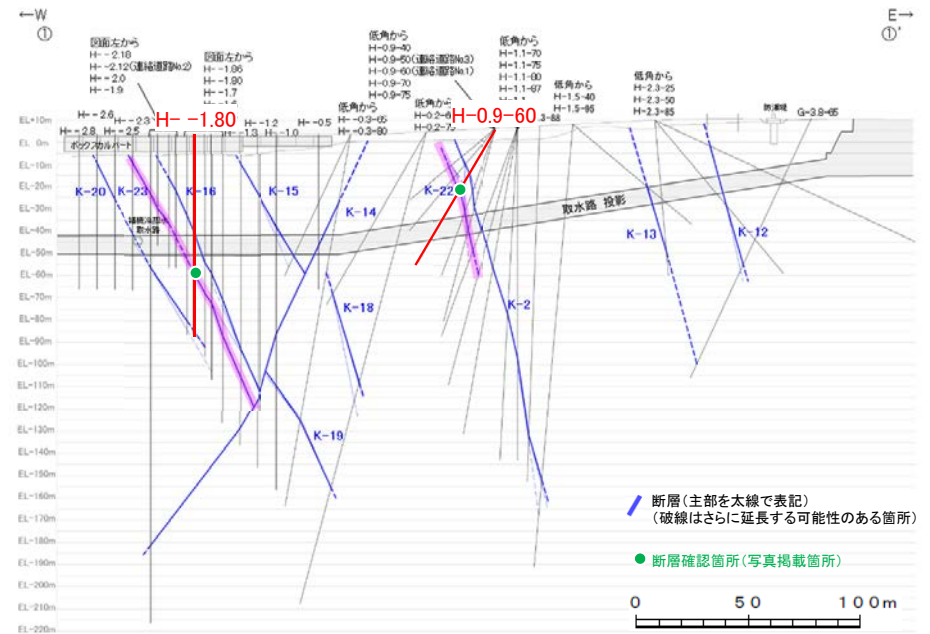 ←W
E→
①
①'
図面左から
H- -2.18
H- -2.12(連絡道路No.2)
H- -2.0
H- -1.9
図面左から
H- -1.86
H- -1.80
H- -1.7
低角から
H-0.9-40
H-0.9-50(連絡道路No.3)
H-0.9-60(連絡道路No.1)
H-0.9-70
H-0.9-75
低角から
H-1.1-70
H-1.1-75
H-1.1-80
H-1.1-87
低角から
H-1.5-40
H-1.5-85
低角から
H-2.3-25
H-2.3-50
H-2.3-85
防潮堤
G=3.8-65
低角から
H-0.3-65
H-0.3-80
低角から
H- -2.6
H- -2.3
H- -2.8
H- -2.5
H- -1.80
H- -1.2
H- -1.3
H- -1.0
H- -0.5
H-0.9-60
ボックスカルバート
K-20
K-23
K-16
K-15
K-14
K-22
K-13
K-12
K-18
K-2
K-19
取水路
取水路 投影
EL+10m
EL 0m
EL-10m
EL-20m
EL-30m
EL-40m
EL-50m
EL-60m
EL-70m
EL-80m
EL-90m
EL-100m
EL-110m
EL-120m
EL-130m
EL-140m
EL-150m
EL-160m
EL-170m
EL-180m
EL-190m
EL-200m
EL-210m
EL-220m
断層(主部を太線で表記)
(破線はさらに延長する可能性のある箇所)
断層確認箇所(写真掲載箇所)
0 50 100m